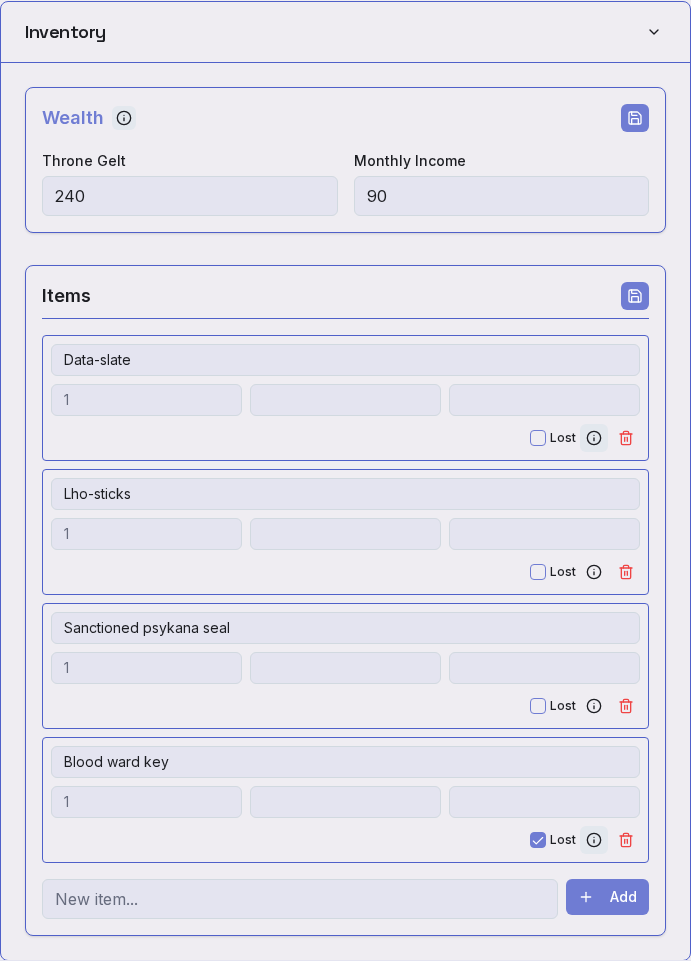 Inventory
Wealth
Throne Gelt Monthly Income
240 90
Items
Data-slate
1
Lost
Lho-sticks
1
Lost
Sanctioned psykana seal
1
Lost
Blood ward key
1
Lost
New item... Add